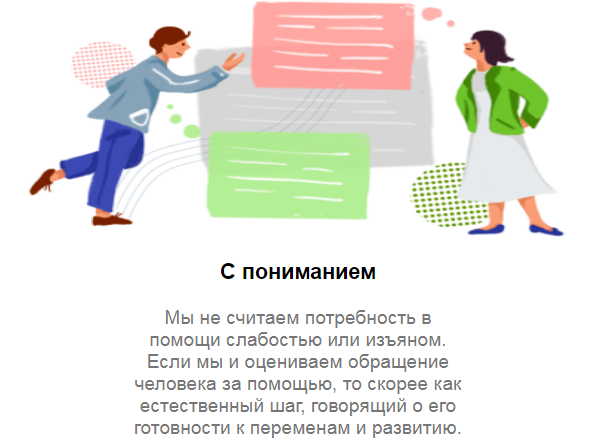 С пониманием
Мы не считаем потребность в
помощи слабостью или изъяном.
Если мы и оцениваем обращение
человека за помощью, то скорее как
естественный шаг, говорящий о его
готовности к переменам и развитию.